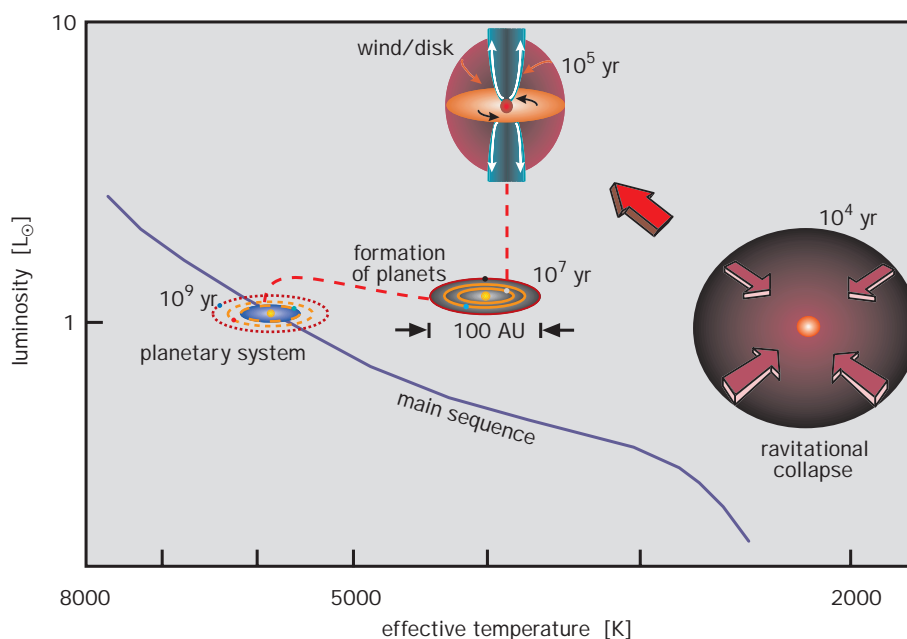 10
wind/disk
10⁵ yr
10⁴ yr
luminosity [L☉]
formation
of planets
10⁷ yr
10⁹ yr
1
100 AU
planetary system
main sequence
ravitational
collapse
8000
5000
2000
effective temperature [K]